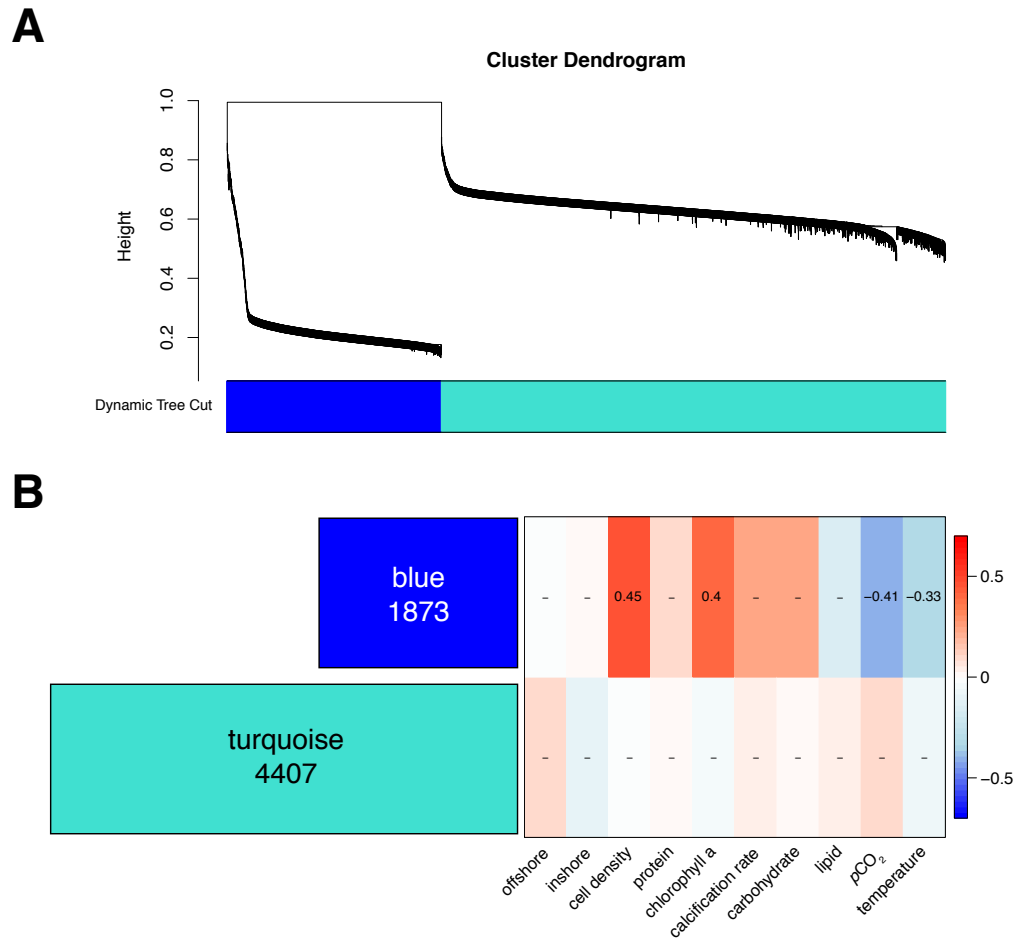 A
Cluster Dendrogram
Height
1.0
0.8
0.6
0.4
0.2
Dynamic Tree Cut
B
blue
1873
– – 0.45 – 0.4 – – – −0.41 −0.33
turquoise
4407
– – – – – – – – – –
0.5
0
−0.5
offshore
inshore
cell density
protein
chlorophyll a
calcification rate
carbohydrate
lipid
pCO₂
temperature